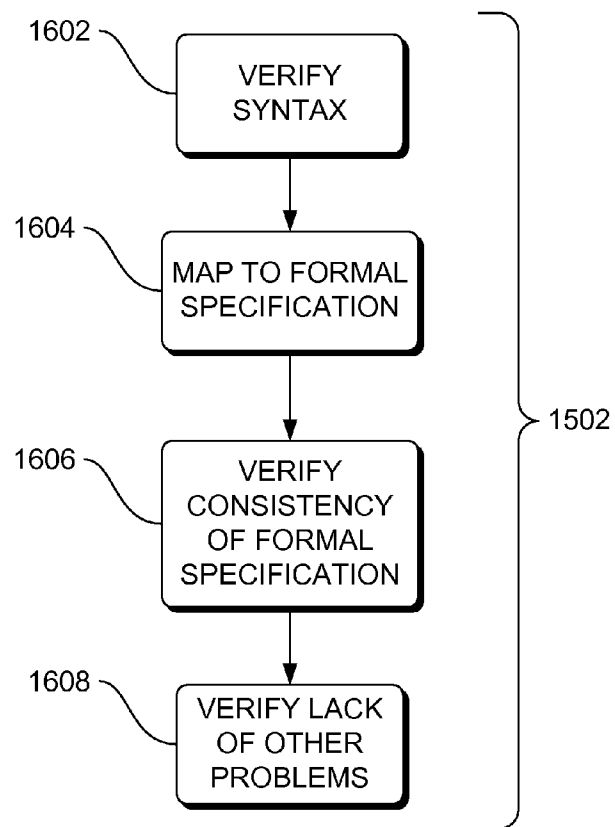 1602
VERIFY
SYNTAX
1604
MAP TO FORMAL
SPECIFICATION
1502
1606
VERIFY
CONSISTENCY
OF FORMAL
SPECIFICATION
1608
VERIFY LACK
OF OTHER
PROBLEMS